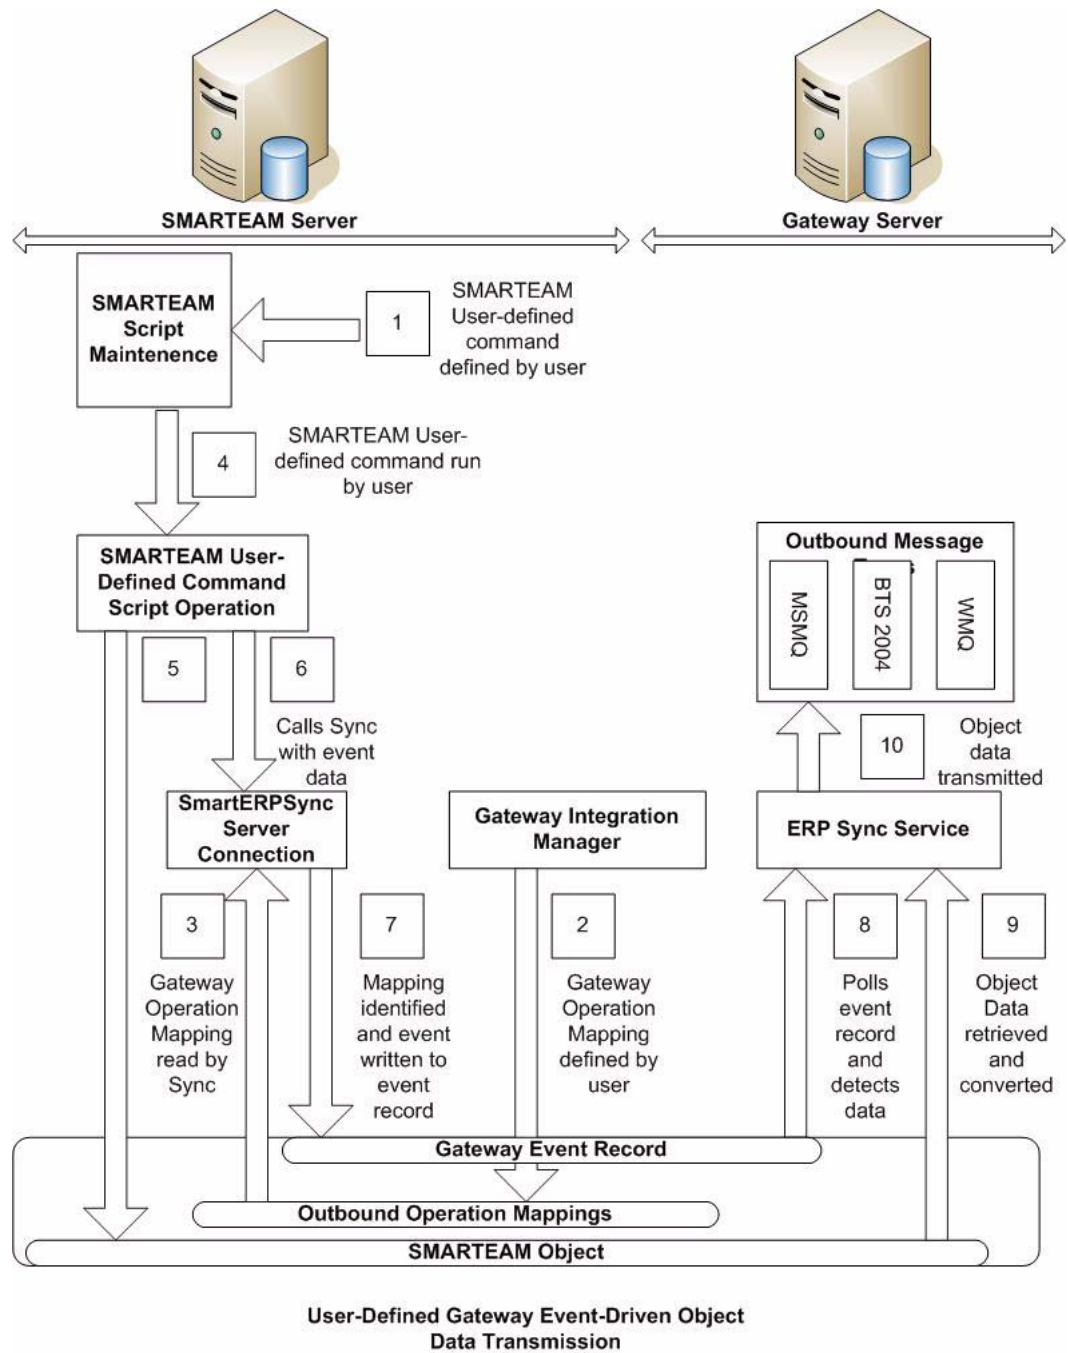 SMARTEAM Server
Gateway Server
SMARTEAM
Script
Maintenence
1
SMARTEAM
User-defined
command
defined by user
4
SMARTEAM User-
defined command run
by user
SMARTEAM User-
Defined Command
Script Operation
5
6
Calls Sync
with event
data
Outbound Message
MSMQ
BTS 2004
WMQ
10
Object
data
transmitted
SmartERPSync
Server
Connection
Gateway Integration
Manager
ERP Sync Service
3
Gateway
Operation
Mapping
read by
Sync
7
Mapping
identified
and event
written to
event
record
2
Gateway
Operation
Mapping
defined by
user
8
Polls
event
record
and
detects
data
9
Object
Data
retrieved
and
converted
Gateway Event Record
Outbound Operation Mappings
SMARTEAM Object
User-Defined Gateway Event-Driven Object
Data Transmission